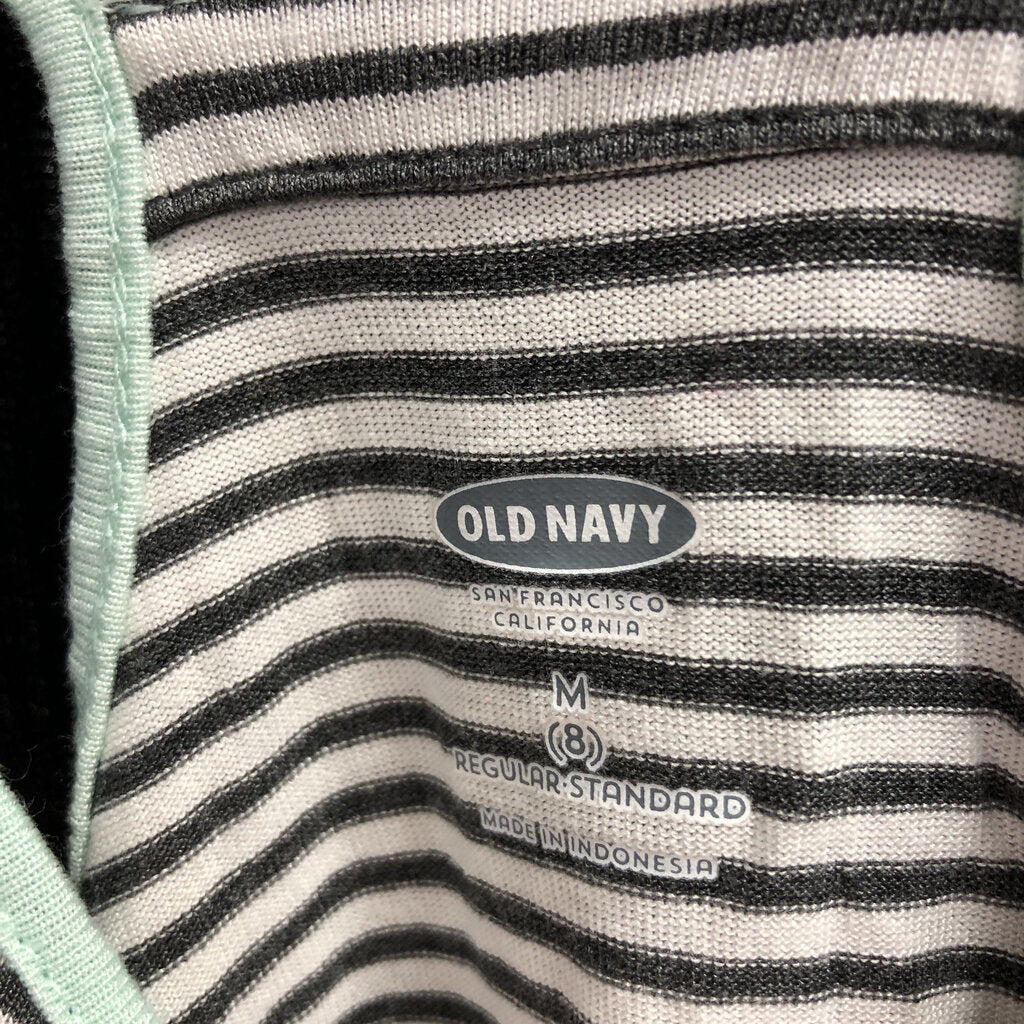 OLD NAVY
SAN FRANCISCO
CALIFORNIA
M
(8)
REGULAR·STANDARD
MADE IN INDONESIA